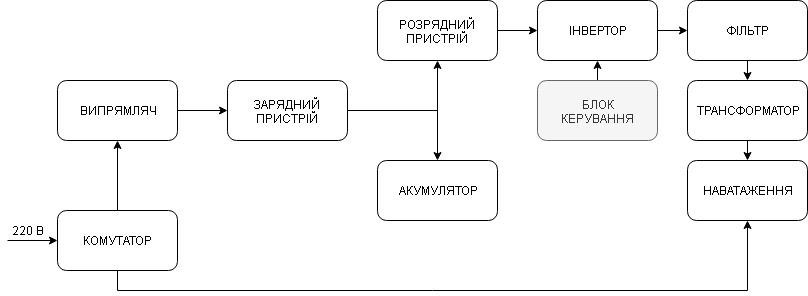 РОЗРЯДНИЙ
ПРИСТРІЙ
ІНВЕРТОР
ФІЛЬТР
ВИПРЯМЛЯЧ
ЗАРЯДНИЙ
ПРИСТРІЙ
БЛОК
КЕРУВАННЯ
ТРАНСФОРМАТОР
АКУМУЛЯТОР
НАВАТАЖЕННЯ
220 В
КОМУТАТОР